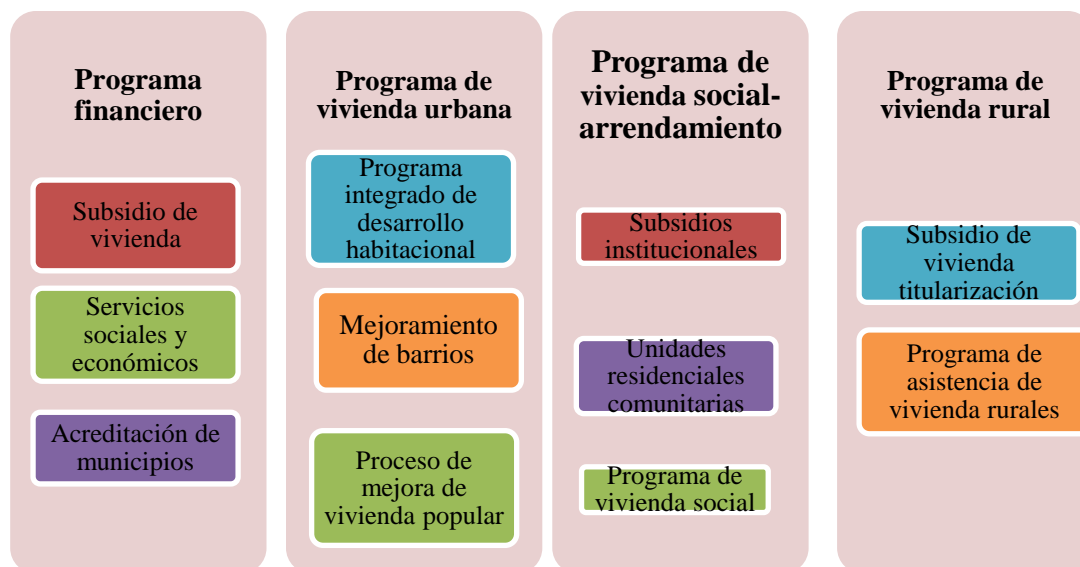 Programa
financiero
Subsidio de
vivienda
Servicios
sociales y
económicos
Acreditación de
municipios
Programa de
vivienda urbana
Programa
integrado de
desarrollo
habitacional
Mejoramiento
de barrios
Proceso de
mejora de
vivienda popular
Programa de
vivienda social-
arrendamiento
Subsidios
institucionales
Unidades
residenciales
comunitarias
Programa de
vivienda social
Programa de
vivienda rural
Subsidio de
vivienda
titularización
Programa de
asistencia de
vivienda rurales